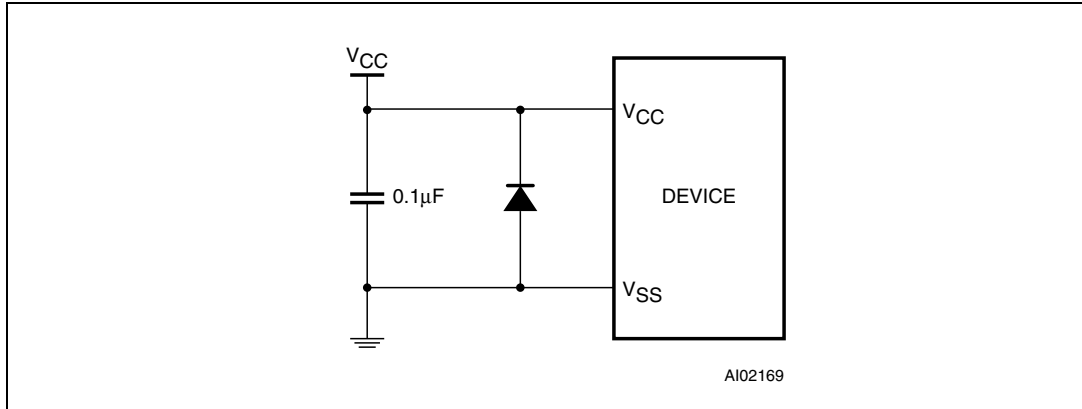 VCC
VCC
0.1µF
DEVICE
VSS
AI02169